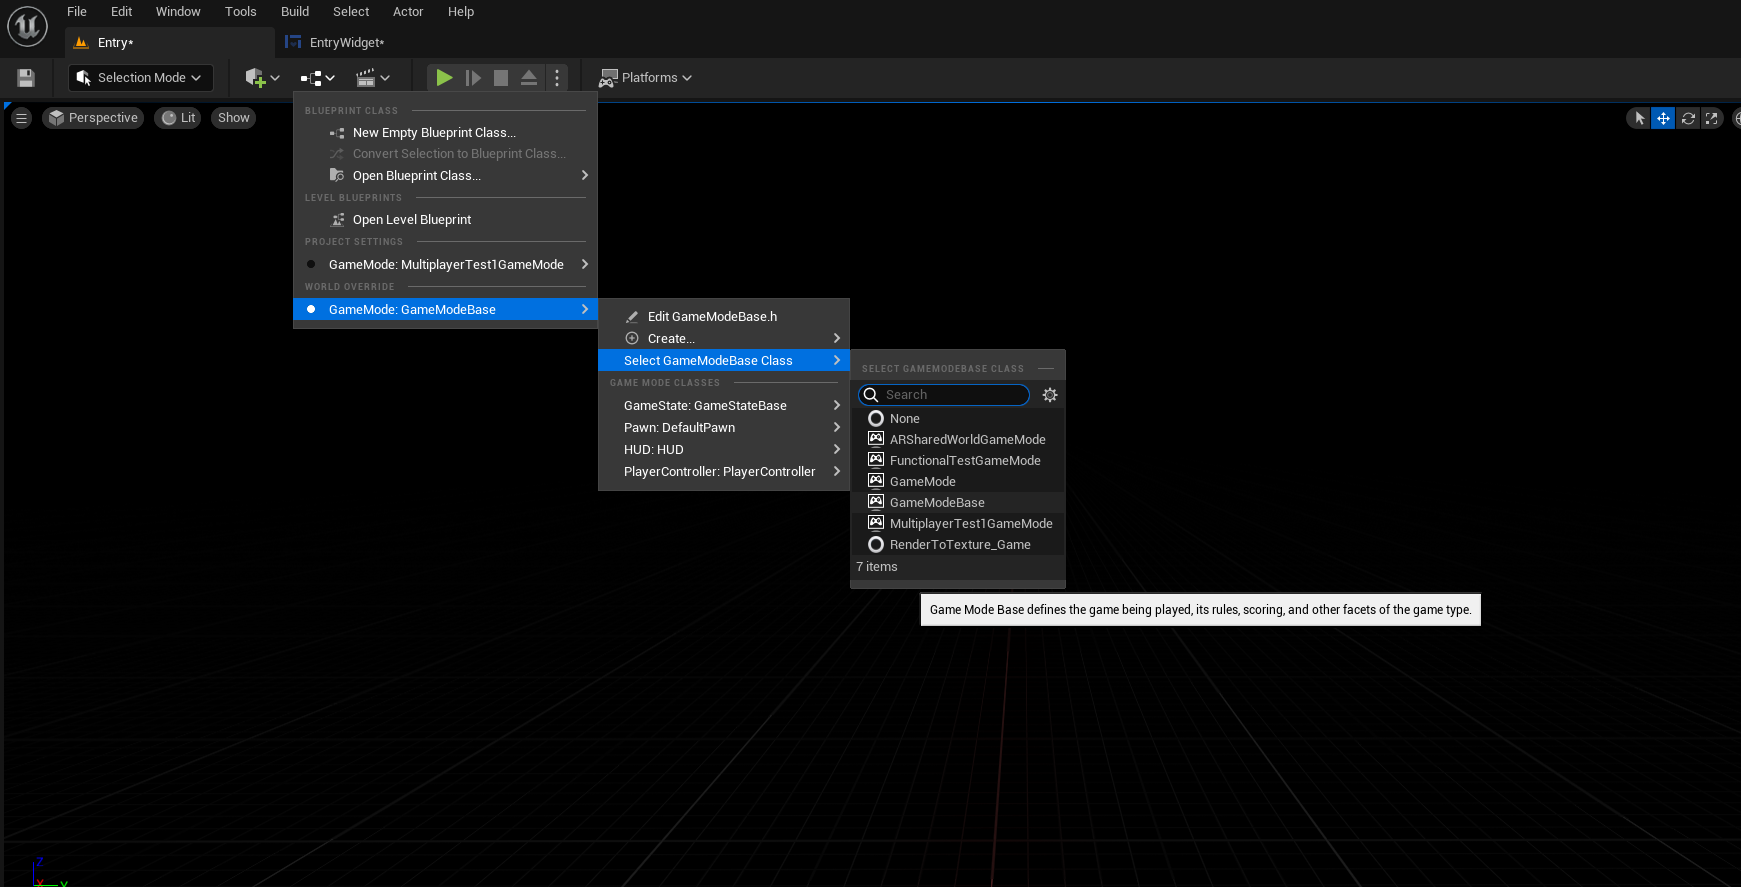 File Edit Window Tools Build Select Actor Help
Entry* EntryWidget*
Selection Mode Platforms
Perspective Lit Show
BLUEPRINT CLASS
New Empty Blueprint Class...
Convert Selection to Blueprint Class...
Open Blueprint Class...
LEVEL BLUEPRINTS
Open Level Blueprint
PROJECT SETTINGS
GameMode: MultiplayerTest1GameMode
WORLD OVERRIDE
GameMode: GameModeBase
Edit GameModeBase.h
Create...
Select GameModeBase Class
GAME MODE CLASSES
GameState: GameStateBase
Pawn: DefaultPawn
HUD: HUD
PlayerController: PlayerController
SELECT GAMEMODEBASE CLASS
Search
None
ARSharedWorldGameMode
FunctionalTestGameMode
GameMode
GameModeBase
MultiplayerTest1GameMode
RenderToTexture_Game
7 items
Game Mode Base defines the game being played, its rules, scoring, and other facets of the game type.
Z
X Y